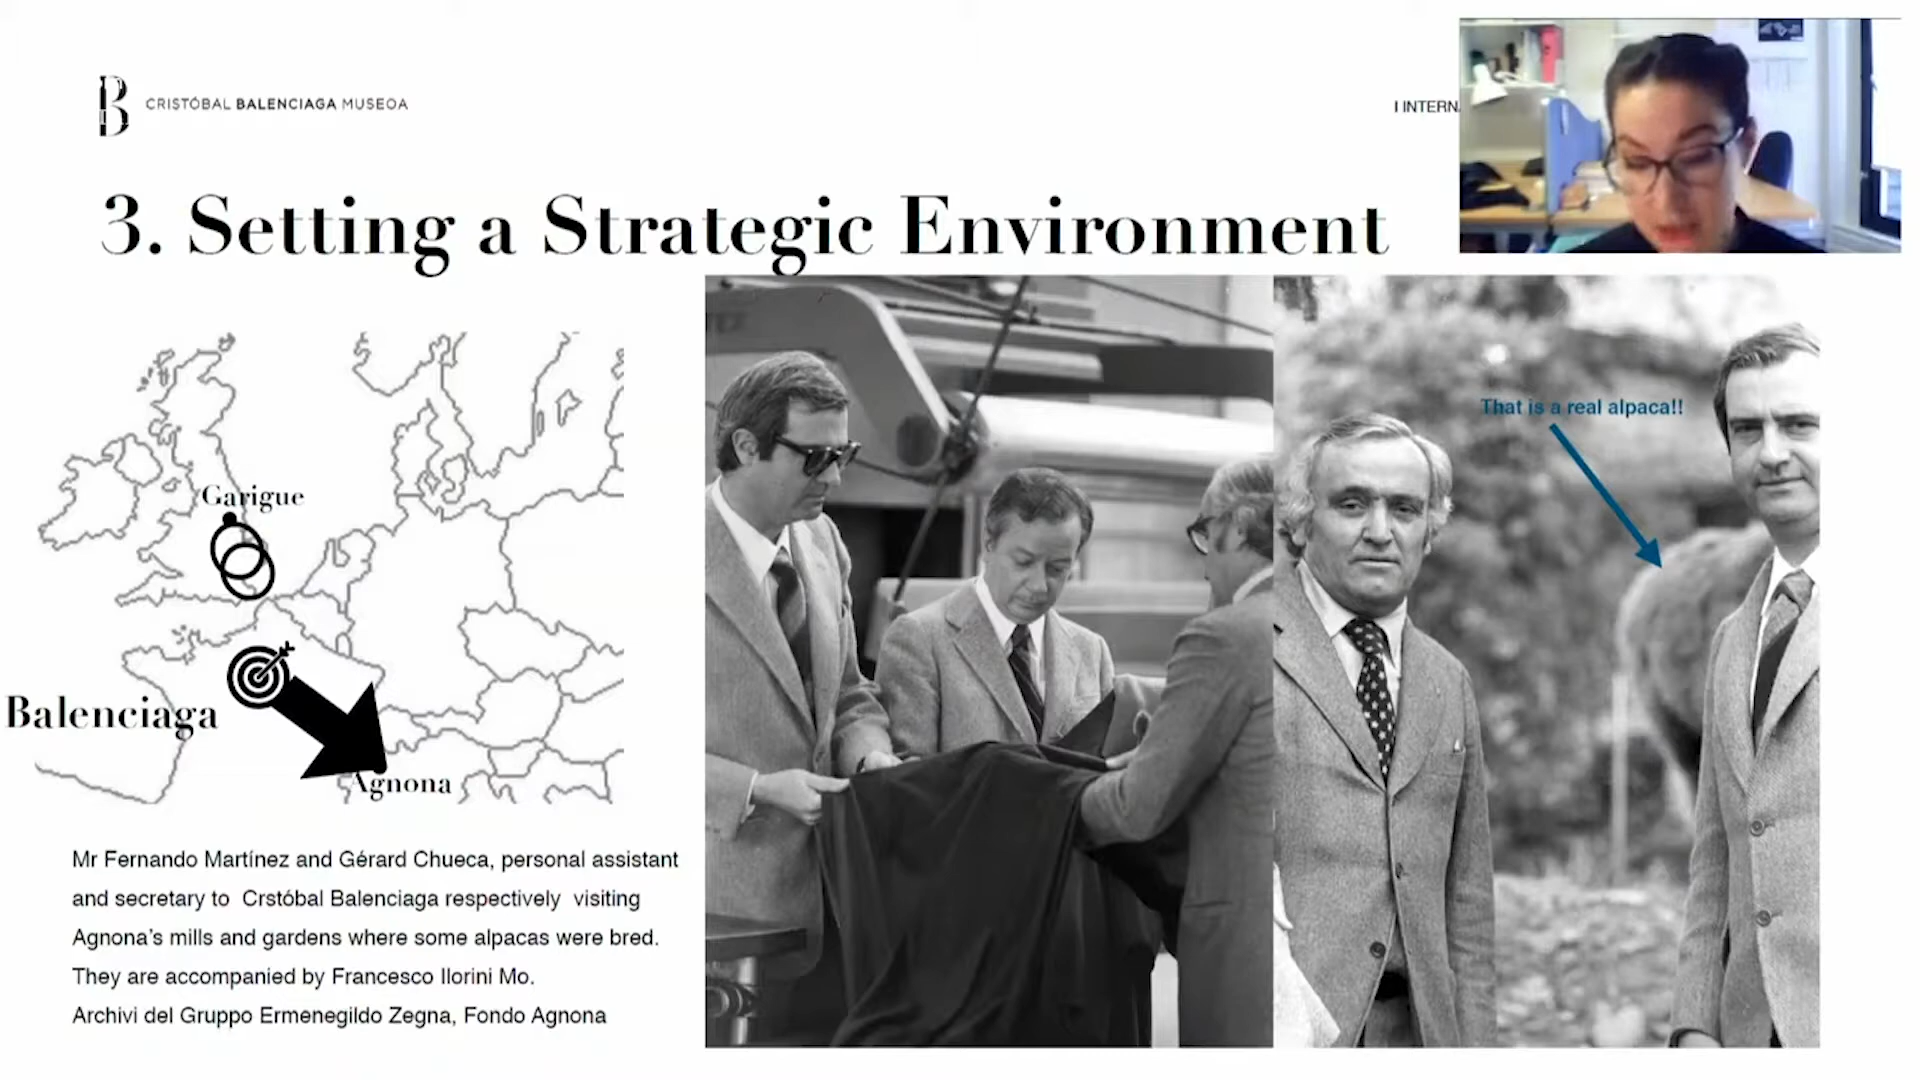 B CRISTÓBAL BALENCIAGA MUSEOA
I INTERN
3. Setting a Strategic Environment
Garigue
Balenciaga
Agnona
That is a real alpaca!!
Mr Fernando Martínez and Gérard Chueca, personal assistant
and secretary to Crstóbal Balenciaga respectively visiting
Agnona's mills and gardens where some alpacas were bred.
They are accompanied by Francesco Ilorini Mo.
Archivi del Gruppo Ermenegildo Zegna, Fondo Agnona